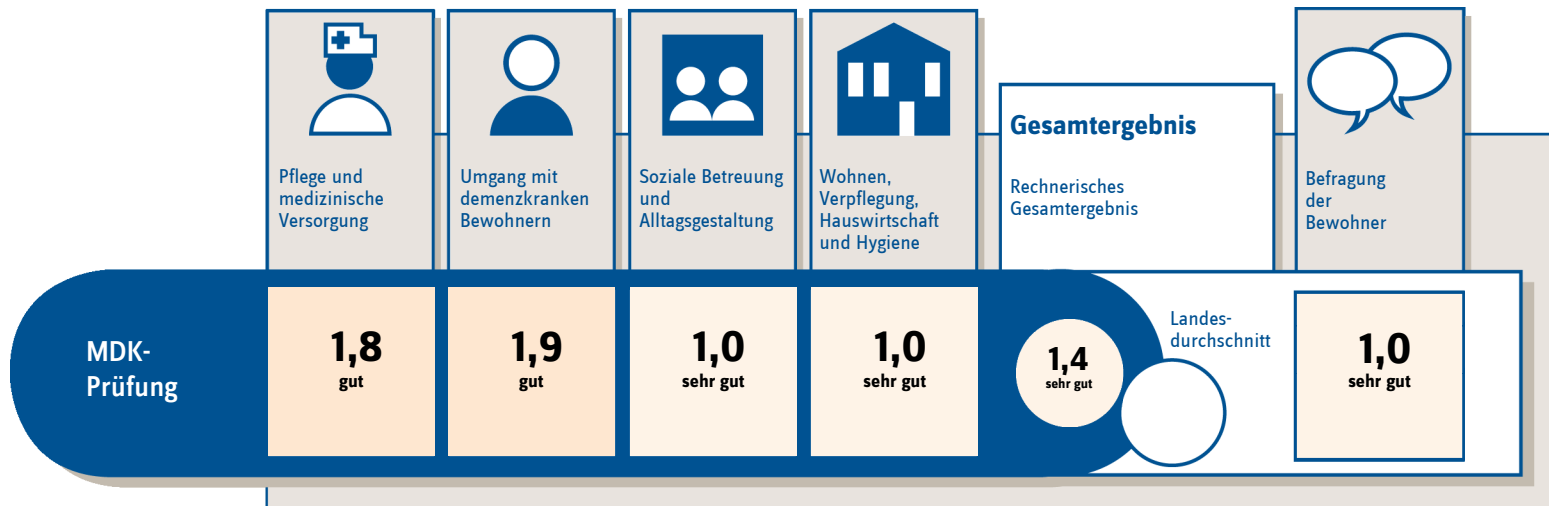 Pflege und
medizinische
Versorgung
Umgang mit
demenzkranken
Bewohnern
Soziale Betreuung
und
Alltagsgestaltung
Wohnen,
Verpflegung,
Hauswirtschaft
und Hygiene
Gesamtergebnis
Rechnerisches
Gesamtergebnis
Befragung
der
Bewohner
MDK-
Prüfung
1,8
gut
1,9
gut
1,0
sehr gut
1,0
sehr gut
1,4
sehr gut
Landes-
durchschnitt
1,0
sehr gut